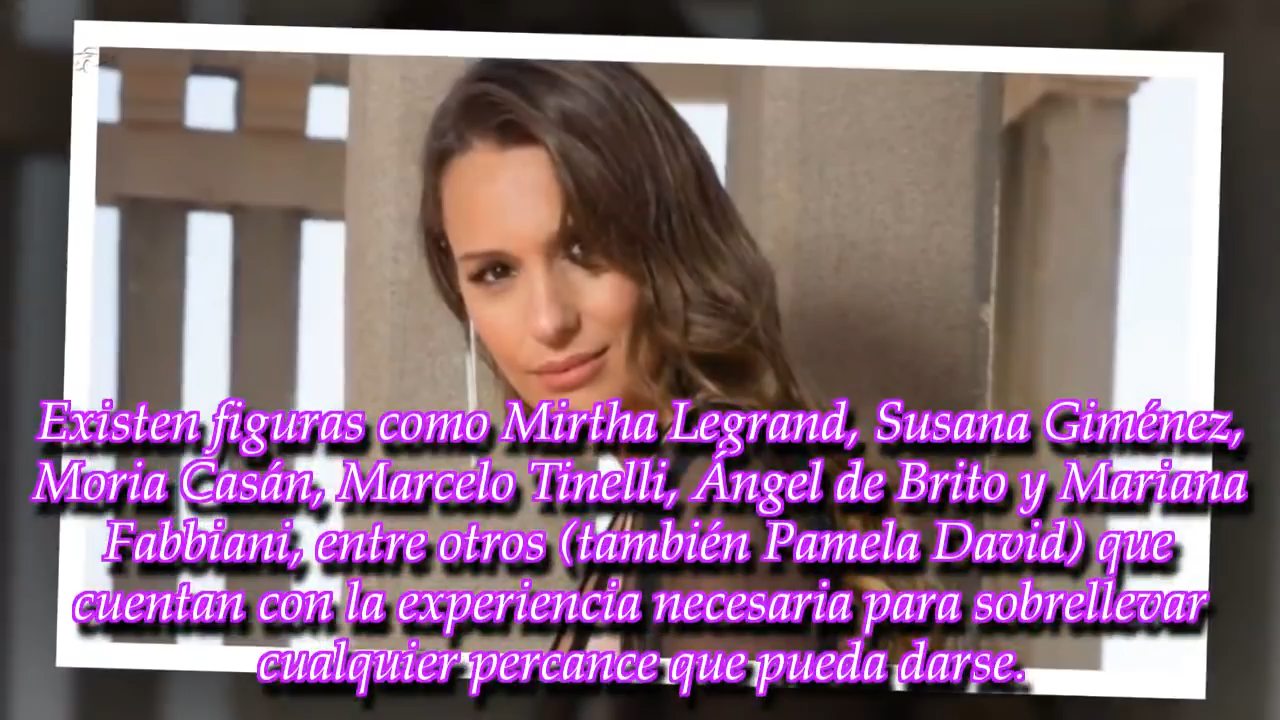 Existen figuras como Mirtha Legrand, Susana Giménez,
Moria Casán, Marcelo Tinelli, Ángel de Brito y Mariana
Fabbiani, entre otros (también Pamela David) que
cuentan con la experiencia necesaria para sobrellevar
cualquier percance que pueda darse.